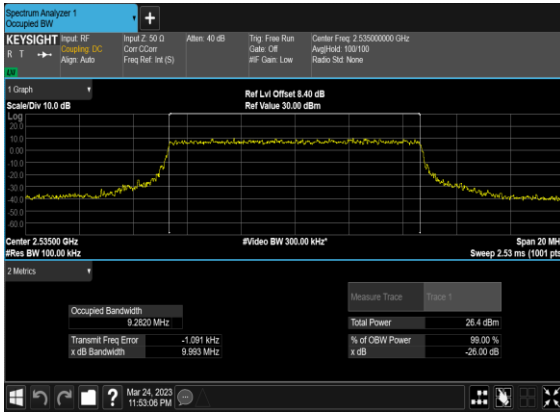 Spectrum Analyzer 1
Occupied BW
KEYSIGHT
R T
LXI
Input: RF
Coupling: DC
Align: Auto
Input Z: 50 Ω
Corr CCorr
Freq Ref: Int (S)
Atten: 40 dB
Trig: Free Run
Gate: Off
#IF Gain: Low
Center Freq: 2.535000000 GHz
Avg|Hold: 100/100
Radio Std: None
1 Graph
Scale/Div 10.0 dB
Ref Lvl Offset 8.40 dB
Ref Value 30.00 dBm
Log
20.0
10.0
0.00
-10.0
-20.0
-30.0
-40.0
-50.0
-60.0
Center 2.53500 GHz
#Res BW 100.00 kHz
#Video BW 300.00 kHz*
Span 20 MH
Sweep 2.53 ms (1001 pts
2 Metrics
Measure Trace
Trace 1
Occupied Bandwidth
9.2820 MHz
Total Power
26.4 dBm
Transmit Freq Error
-1.091 kHz
% of OBW Power
99.00 %
x dB Bandwidth
9.993 MHz
x dB
-26.00 dB
?
Mar 24, 2023
11:53:06 PM